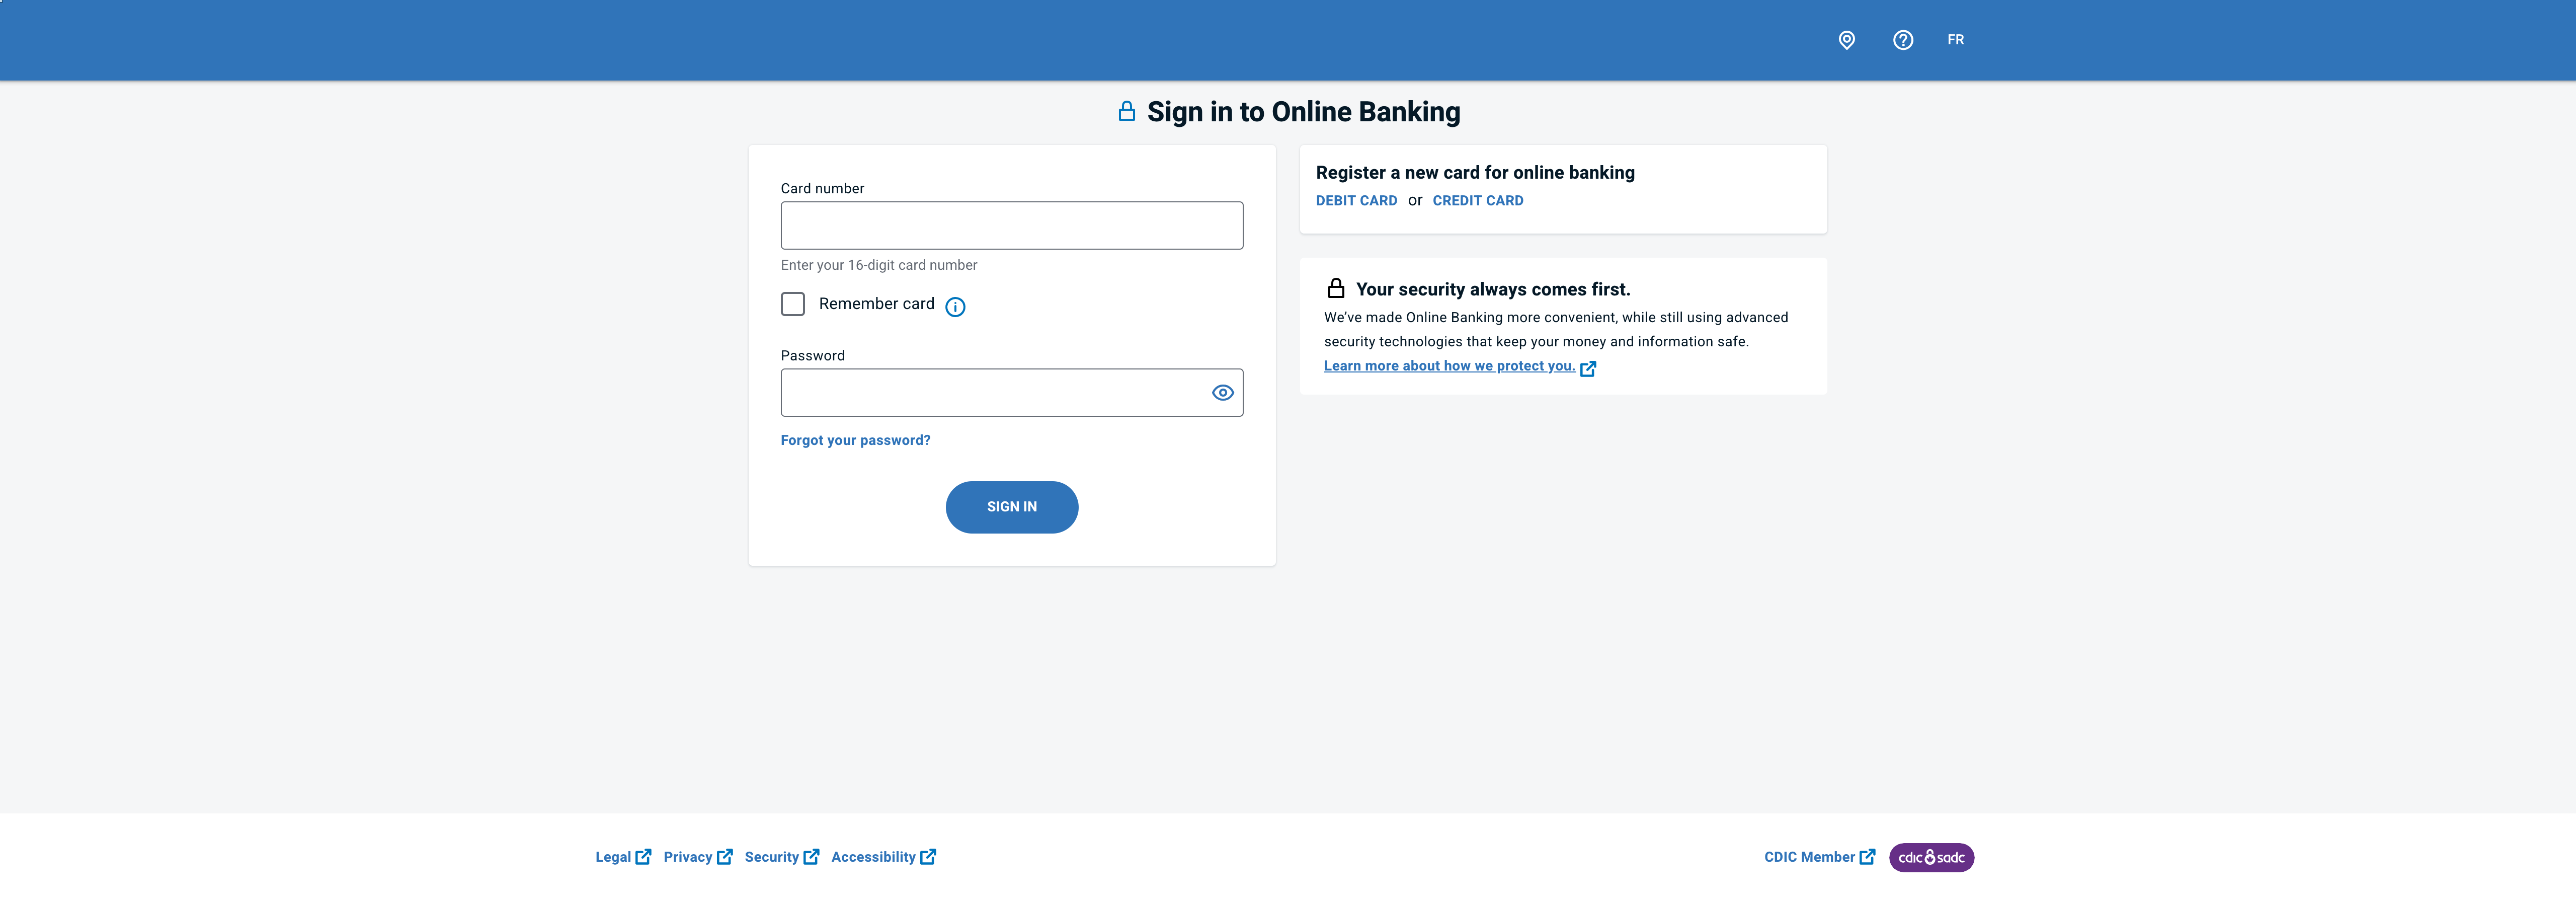 FR
Sign in to Online Banking
Card number
Enter your 16-digit card number
Remember card
Password
Forgot your password?
SIGN IN
Register a new card for online banking
DEBIT CARD or CREDIT CARD
Your security always comes first.
We’ve made Online Banking more convenient, while still using advanced
security technologies that keep your money and information safe.
Learn more about how we protect you.
Legal Privacy Security Accessibility
CDIC Member cdic sadc